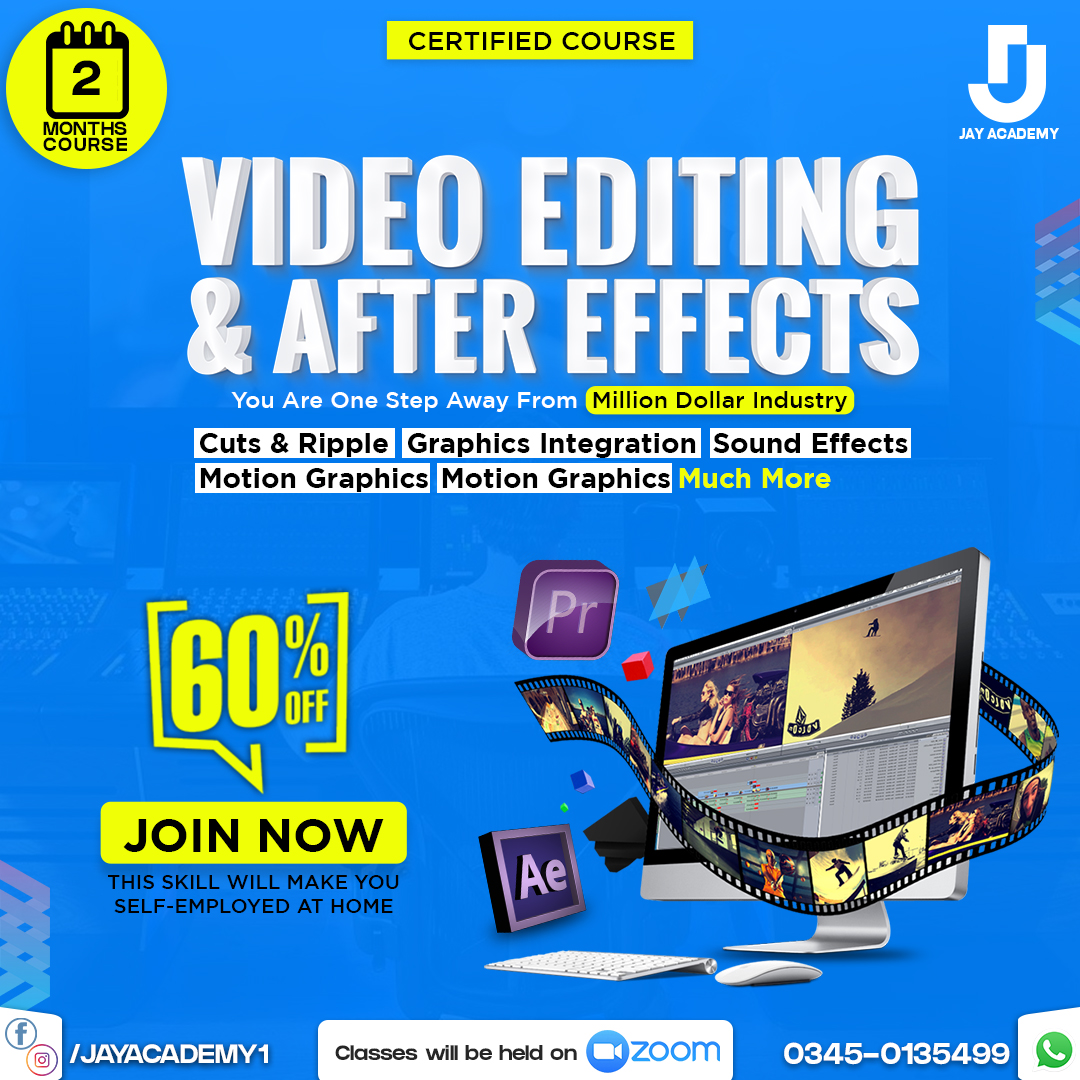 CERTIFIED COURSE
2
MONTHS
COURSE
JAY ACADEMY
VIDEO EDITING
& AFTER EFFECTS
You Are One Step Away From Million Dollar Industry
Cuts & Ripple Graphics Integration Sound Effects
Motion Graphics Motion Graphics Much More
60% OFF
JOIN NOW
THIS SKILL WILL MAKE YOU
SELF-EMPLOYED AT HOME
Pr
Ae
/JAYACADEMY1
Classes will be held on zoom
0345-0135499